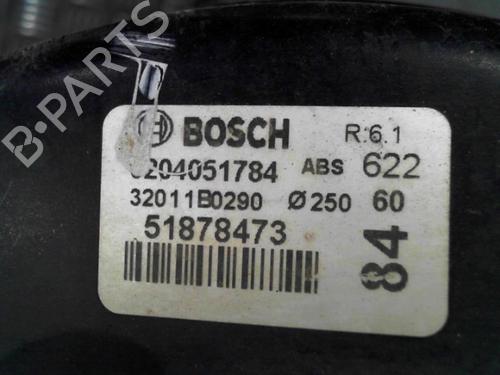 B-PARTS
BOSCH R:6.1
0204051784 ABS 622
32011B0290 Ø250 60
51878473
84